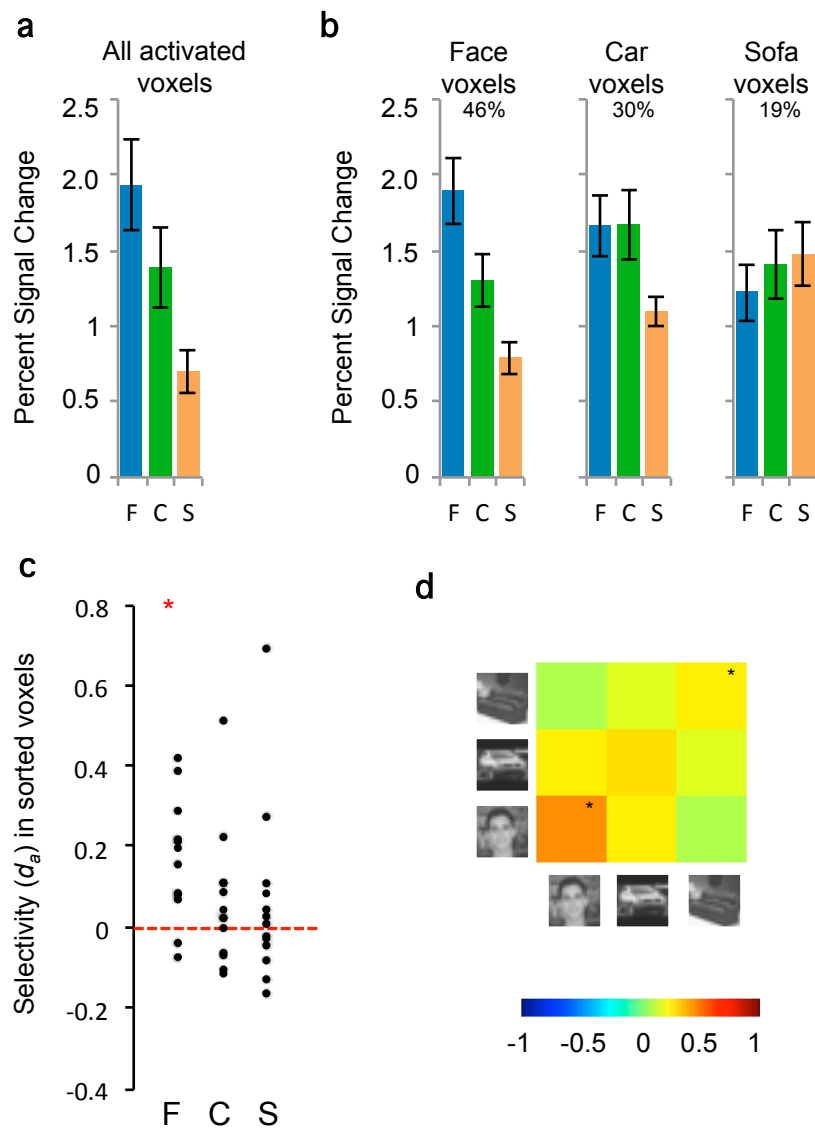 a
All activated
voxels
Percent Signal Change
2.5
2.0
1.5
1
0.5
0
F C S
b
Face
voxels
46%
Car
voxels
30%
Sofa
voxels
19%
Percent Signal Change
2.5
2.0
1.5
1
0.5
0
F C S
F C S
F C S
c
Selectivity (da) in sorted voxels
0.8
0.6
0.4
0.2
0
-0.2
-0.4
*
F C S
d
*
*
-1 -0.5 0 0.5 1